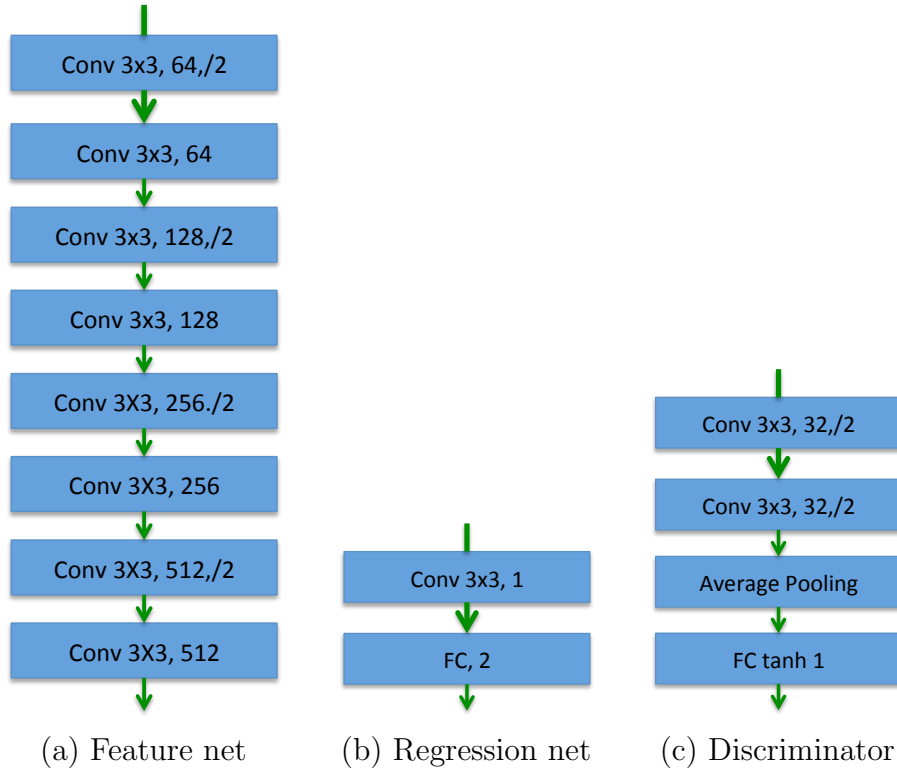 Conv 3x3, 64,/2
Conv 3x3, 64
Conv 3x3, 128,/2
Conv 3x3, 128
Conv 3X3, 256./2
Conv 3X3, 256
Conv 3X3, 512,/2
Conv 3X3, 512
(a) Feature net
Conv 3x3, 1
FC, 2
(b) Regression net
Conv 3x3, 32,/2
Conv 3x3, 32,/2
Average Pooling
FC tanh 1
(c) Discriminator